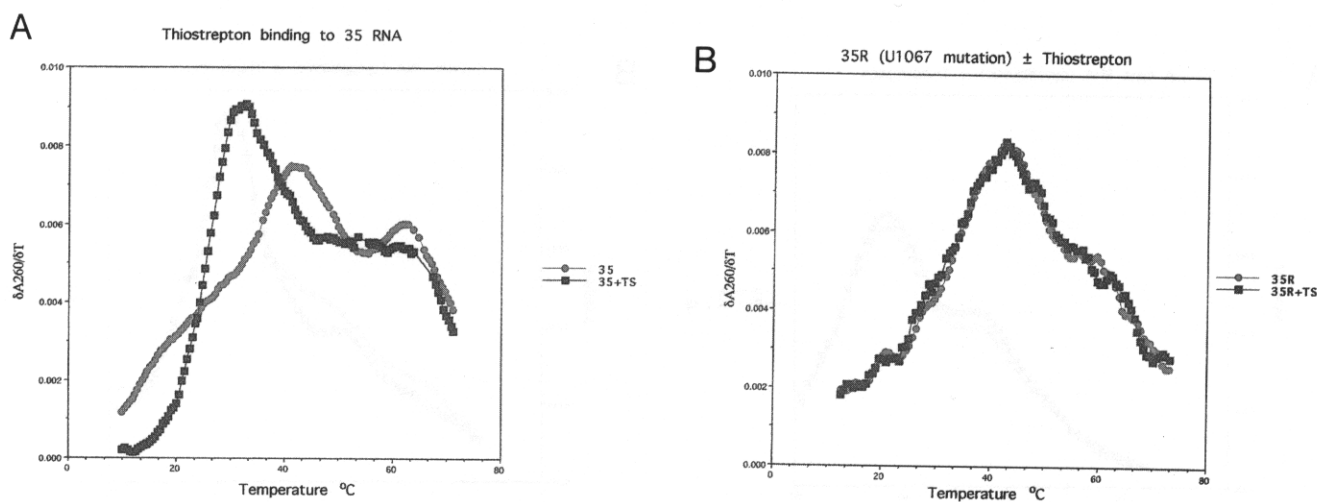 A
Thiostrepton binding to 35 RNA
0.010
0.008
0.006
0.004
0.002
0.000
0
20
40
60
80
δA260/δT
Temperature °C
35
35+TS
B
35R (U1067 mutation) ± Thiostrepton
0.010
0.008
0.006
0.004
0.002
0.000
0
20
40
60
80
δA260/δT
Temperature °C
35R
35R+TS